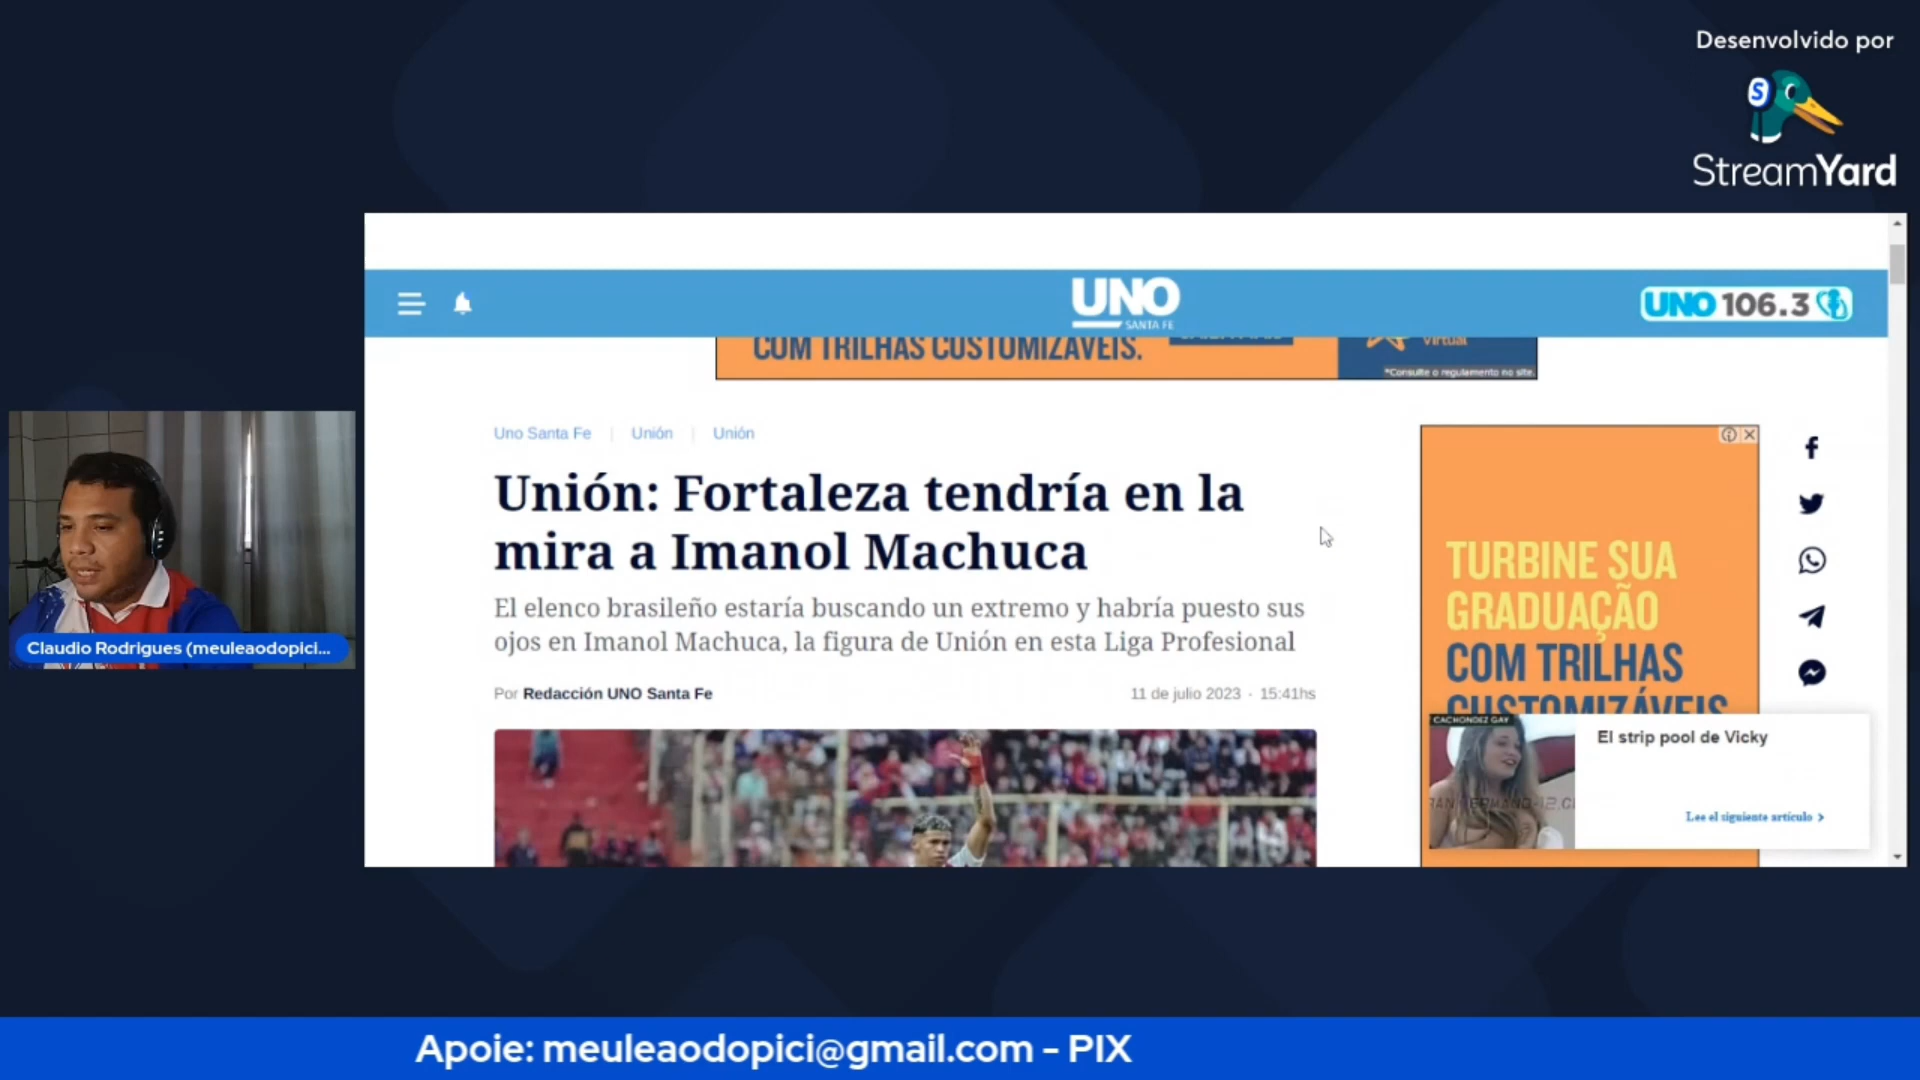 Desenvolvido por
S
StreamYard
UNO
SANTA FE
UNO 106.3
COM TRILHAS CUSTOMIZÁVEIS.
Virtual
*Consulte o regulamento no site.
Uno Santa Fe | Unión | Unión
Unión: Fortaleza tendría en la
mira a Imanol Machuca
El elenco brasileño estaría buscando un extremo y habría puesto sus
ojos en Imanol Machuca, la figura de Unión en esta Liga Profesional
Por Redacción UNO Santa Fe
11 de julio 2023 · 15:41hs
TURBINE SUA
GRADUAÇÃO
COM TRILHAS
CUSTOMIZÁVEIS
CACHONDEZ GAY
El strip pool de Vicky
Lee el siguiente artículo >
Claudio Rodrigues (meuleaodopici...
Apoie: meuleaodopici@gmail.com - PIX